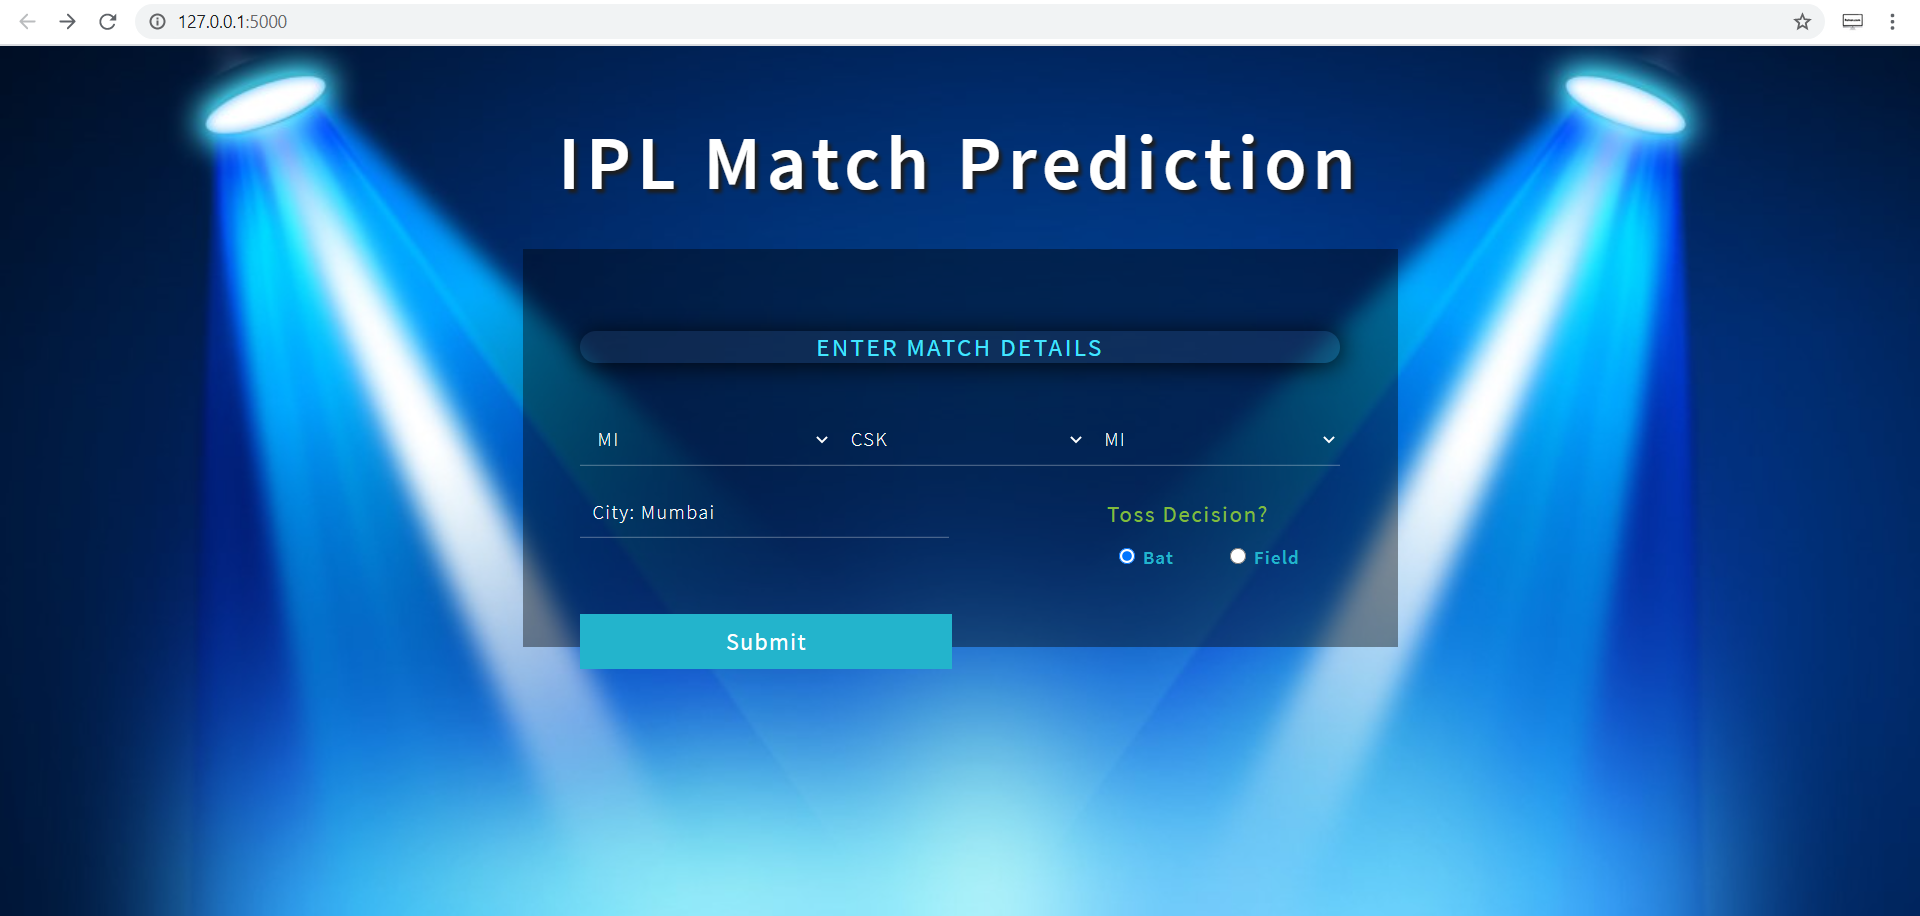 127.0.0.1:5000
IPL Match Prediction
ENTER MATCH DETAILS
MI CSK MI
City: Mumbai
Toss Decision?
Bat Field
Submit